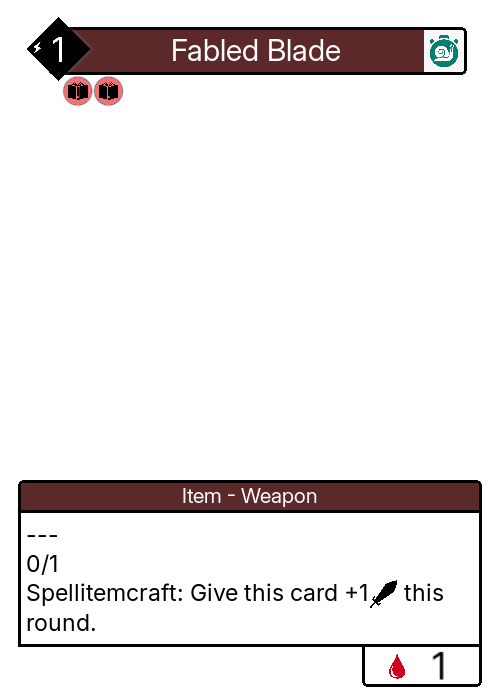 1
Fabled Blade
Item - Weapon
---
0/1
Spellitemcraft: Give this card +1 this
round.
1